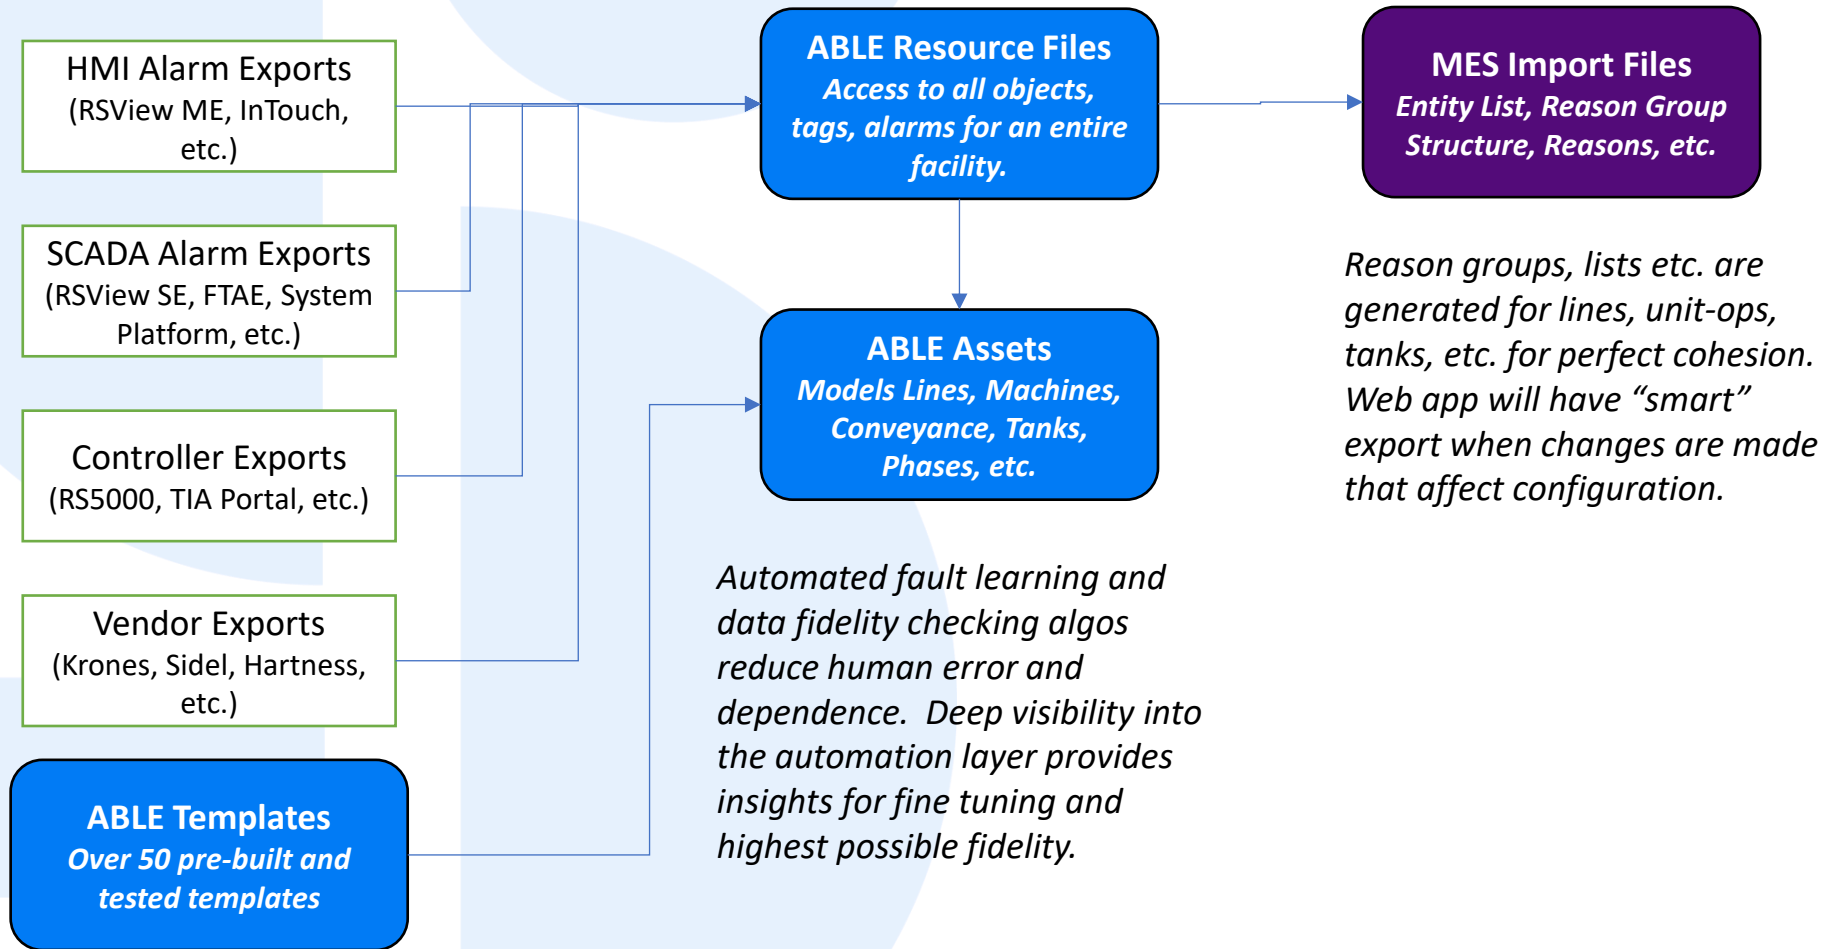 HMI Alarm Exports
(RSView ME, InTouch,
etc.)
SCADA Alarm Exports
(RSView SE, FTAE, System
Platform, etc.)
Controller Exports
(RS5000, TIA Portal, etc.)
Vendor Exports
(Krones, Sidel, Hartness,
etc.)
ABLE Templates
Over 50 pre-built and
tested templates
ABLE Resource Files
Access to all objects,
tags, alarms for an entire
facility.
ABLE Assets
Models Lines, Machines,
Conveyance, Tanks,
Phases, etc.
Automated fault learning and
data fidelity checking algos
reduce human error and
dependence.  Deep visibility into
the automation layer provides
insights for fine tuning and
highest possible fidelity.
MES Import Files
Entity List, Reason Group
Structure, Reasons, etc.
Reason groups, lists etc. are
generated for lines, unit-ops,
tanks, etc. for perfect cohesion.
Web app will have “smart”
export when changes are made
that affect configuration.